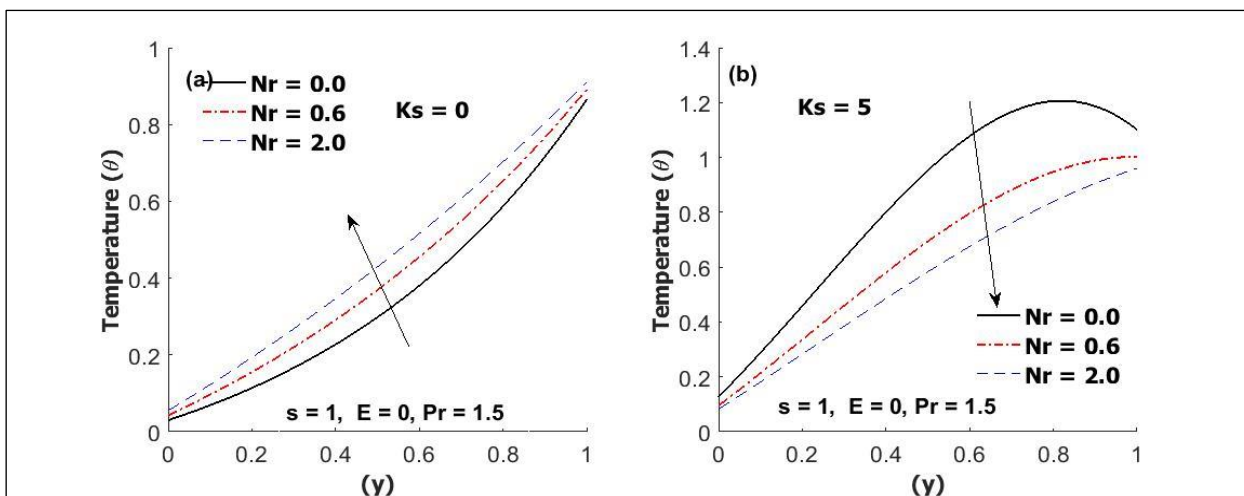 (a) Nr = 0.0
Nr = 0.6
Nr = 2.0
Ks = 0
s = 1, E = 0, Pr = 1.5
Temperature (θ)
1
0.8
0.6
0.4
0.2
0
0 0.2 0.4 0.6 0.8 1
(y)
(b)
Ks = 5
Nr = 0.0
Nr = 0.6
Nr = 2.0
s = 1, E = 0, Pr = 1.5
Temperature (θ)
1.4
1.2
1
0.8
0.6
0.4
0.2
0
0 0.2 0.4 0.6 0.8 1
(y)